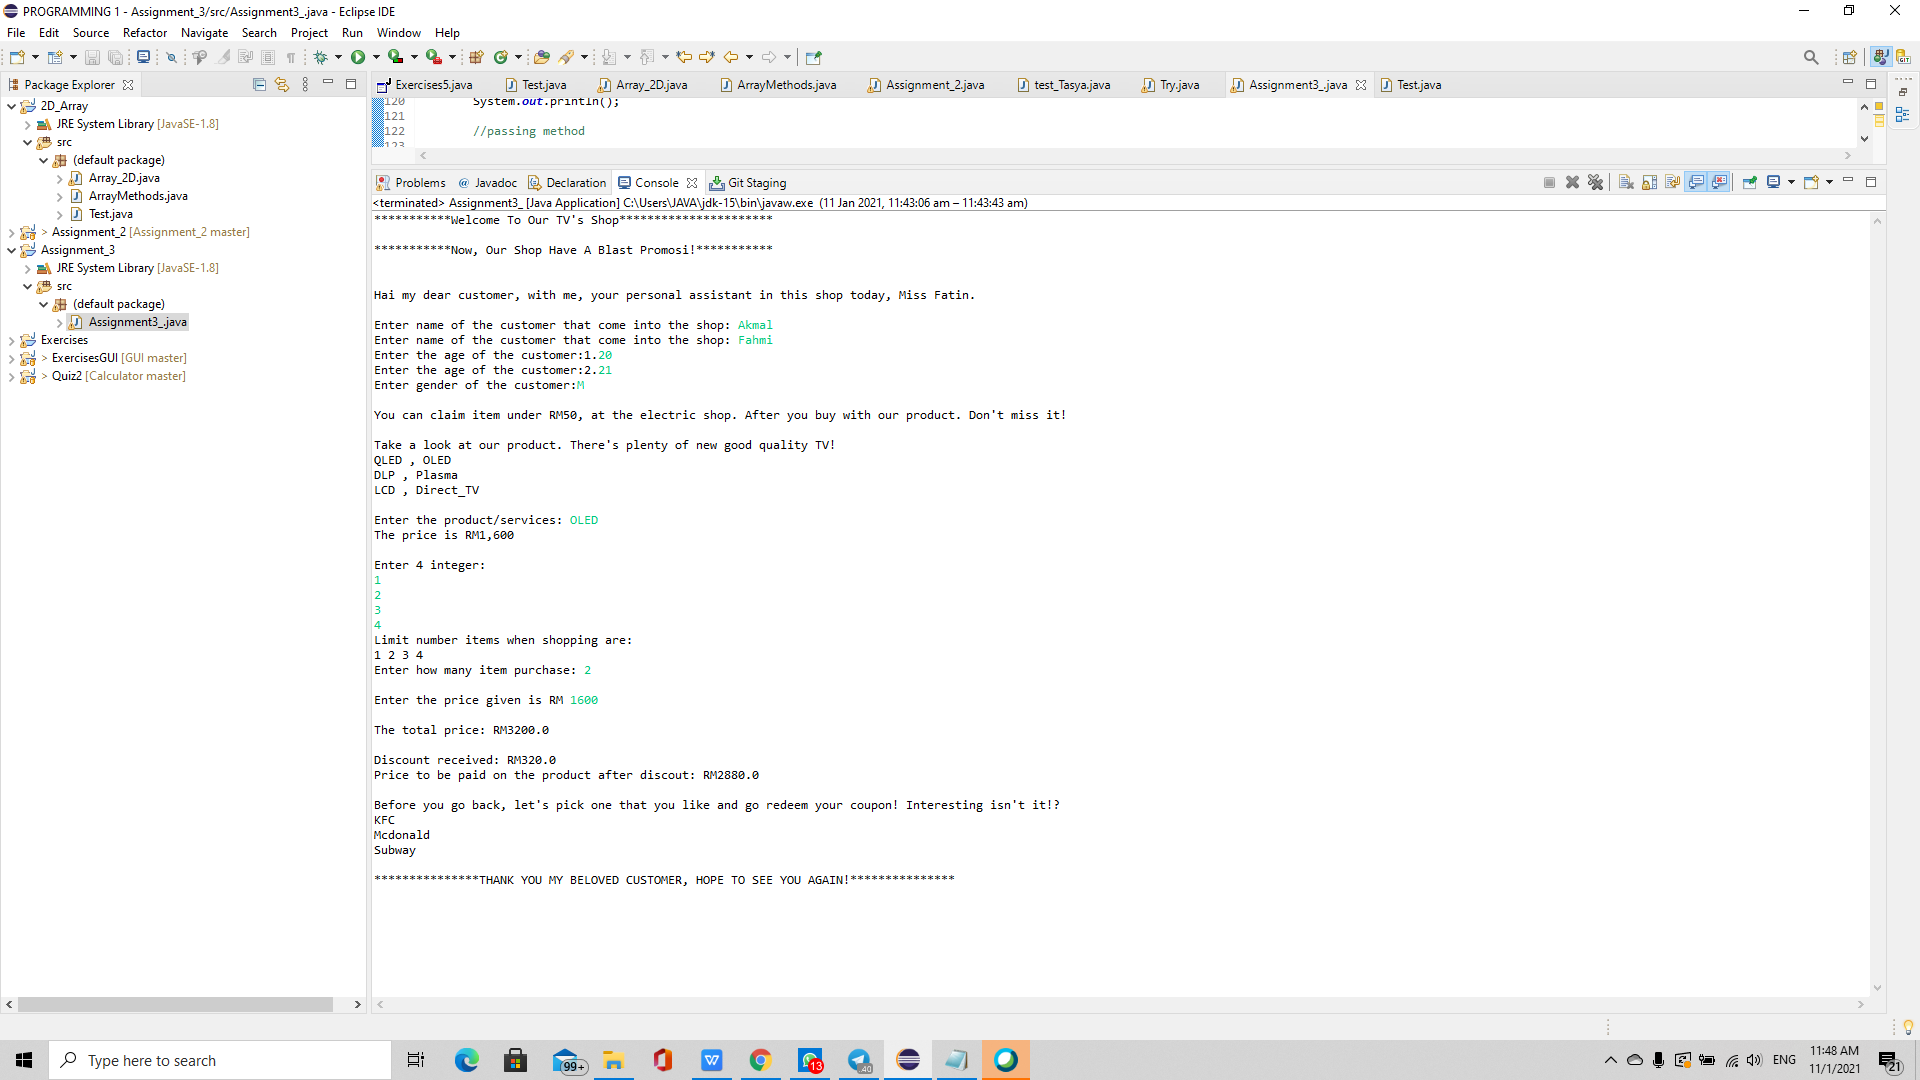 PROGRAMMING 1 - Assignment_3/src/Assignment3_.java - Eclipse IDE
File Edit Source Refactor Navigate Search Project Run Window Help
Package Explorer
2D_Array
JRE System Library [JavaSE-1.8]
src
(default package)
Array_2D.java
ArrayMethods.java
Test.java
> Assignment_2 [Assignment_2 master]
Assignment_3
JRE System Library [JavaSE-1.8]
src
(default package)
Assignment3_.java
Exercises
> ExercisesGUI [GUI master]
> Quiz2 [Calculator master]
Exercises5.java Test.java Array_2D.java ArrayMethods.java Assignment_2.java test_Tasya.java Try.java Assignment3_.java Test.java
120 System.out.println();
121
122 //passing method
123
Problems Javadoc Declaration Console Git Staging
<terminated> Assignment3_ [Java Application] C:\Users\JAVA\jdk-15\bin\javaw.exe (11 Jan 2021, 11:43:06 am – 11:43:43 am)
***********Welcome To Our TV's Shop**********************
***********Now, Our Shop Have A Blast Promosi!***********
Hai my dear customer, with me, your personal assistant in this shop today, Miss Fatin.
Enter name of the customer that come into the shop: Akmal
Enter name of the customer that come into the shop: Fahmi
Enter the age of the customer:1.20
Enter the age of the customer:2.21
Enter gender of the customer:M
You can claim item under RM50, at the electric shop. After you buy with our product. Don't miss it!
Take a look at our product. There's plenty of new good quality TV!
QLED , OLED
DLP , Plasma
LCD , Direct_TV
Enter the product/services: OLED
The price is RM1,600
Enter 4 integer:
1
2
3
4
Limit number items when shopping are:
1 2 3 4
Enter how many item purchase: 2
Enter the price given is RM 1600
The total price: RM3200.0
Discount received: RM320.0
Price to be paid on the product after discout: RM2880.0
Before you go back, let's pick one that you like and go redeem your coupon! Interesting isn't it!?
KFC
Mcdonald
Subway
***************THANK YOU MY BELOVED CUSTOMER, HOPE TO SEE YOU AGAIN!***************
Type here to search
99+
13
ENG
11:48 AM
11/1/2021
21